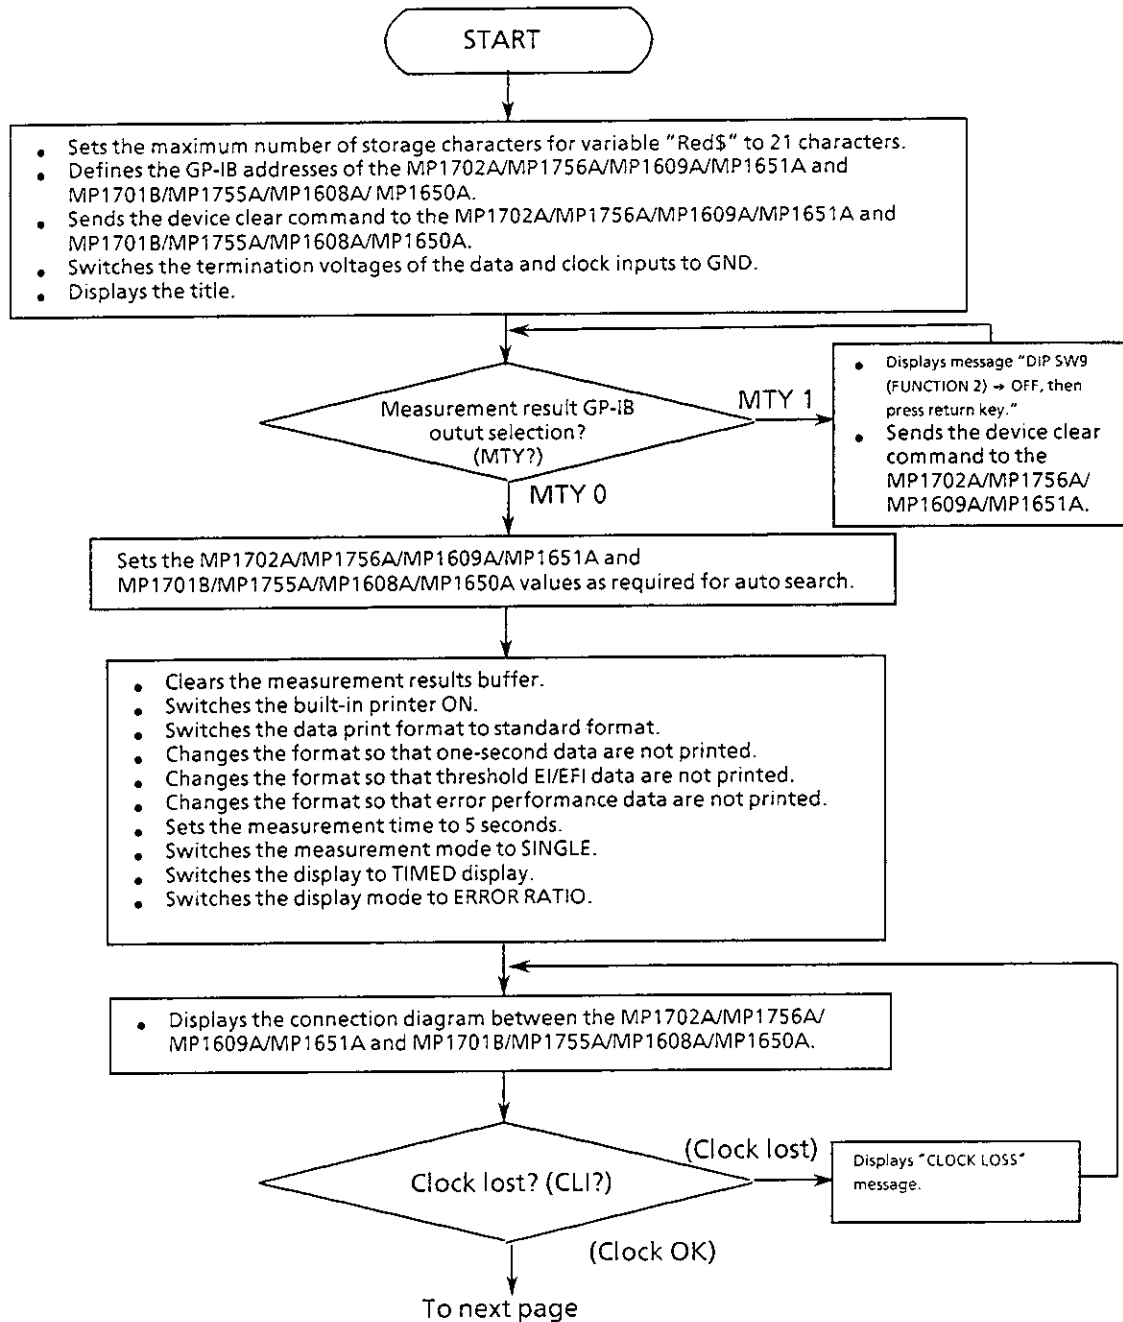 START
• Sets the maximum number of storage characters for variable "Red$" to 21 characters.
• Defines the GP-IB addresses of the MP1702A/MP1756A/MP1609A/MP1651A and
MP1701B/MP1755A/MP1608A/ MP1650A.
• Sends the device clear command to the MP1702A/MP1756A/MP1609A/MP1651A and
MP1701B/MP1755A/MP1608A/MP1650A.
• Switches the termination voltages of the data and clock inputs to GND.
• Displays the title.
Measurement result GP-IB
outut selection?
(MTY?)
MTY 1
• Displays message "DIP SW9
(FUNCTION 2) → OFF, then
press return key."
• Sends the device clear
command to the
MP1702A/MP1756A/
MP1609A/MP1651A.
MTY 0
Sets the MP1702A/MP1756A/MP1609A/MP1651A and
MP1701B/MP1755A/MP1608A/MP1650A values as required for auto search.
• Clears the measurement results buffer.
• Switches the built-in printer ON.
• Switches the data print format to standard format.
• Changes the format so that one-second data are not printed.
• Changes the format so that threshold EI/EFI data are not printed.
• Changes the format so that error performance data are not printed.
• Sets the measurement time to 5 seconds.
• Switches the measurement mode to SINGLE.
• Switches the display to TIMED display.
• Switches the display mode to ERROR RATIO.
• Displays the connection diagram between the MP1702A/MP1756A/
MP1609A/MP1651A and MP1701B/MP1755A/MP1608A/MP1650A.
Clock lost? (CLI?)
(Clock lost)
Displays "CLOCK LOSS"
message.
(Clock OK)
To next page